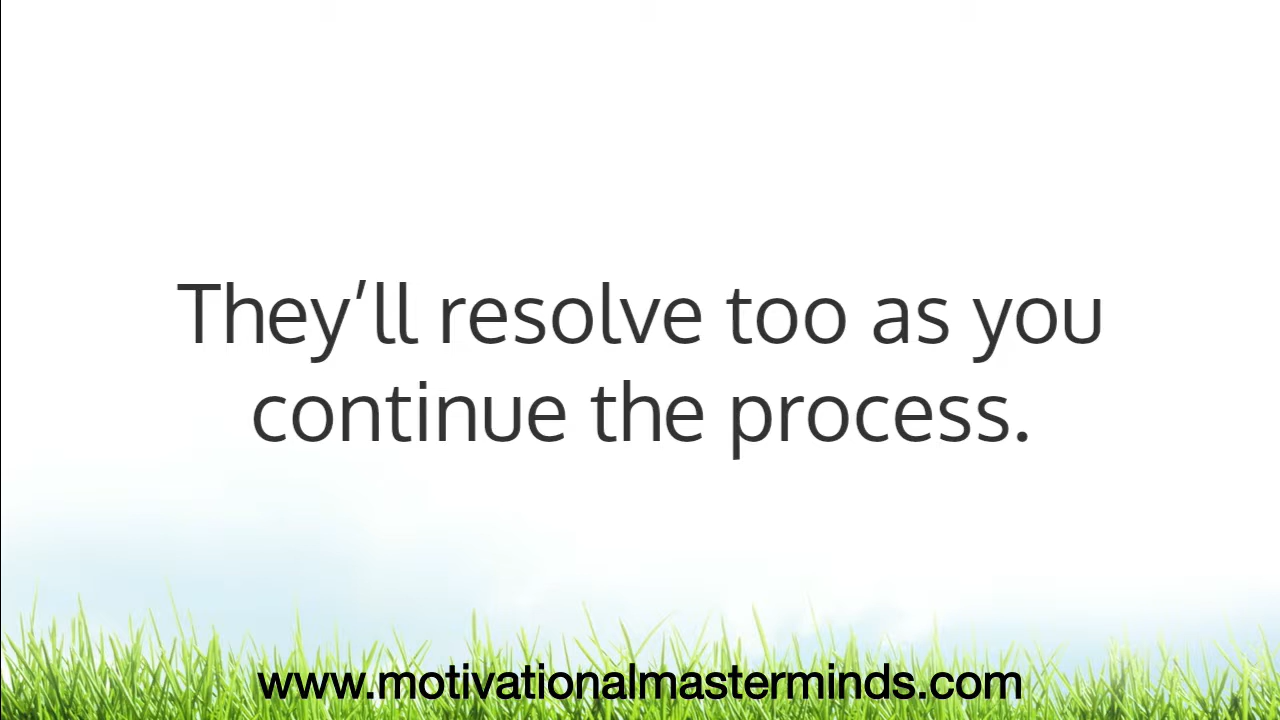 They’ll resolve too as you
continue the process.
www.motivationalmasterminds.com